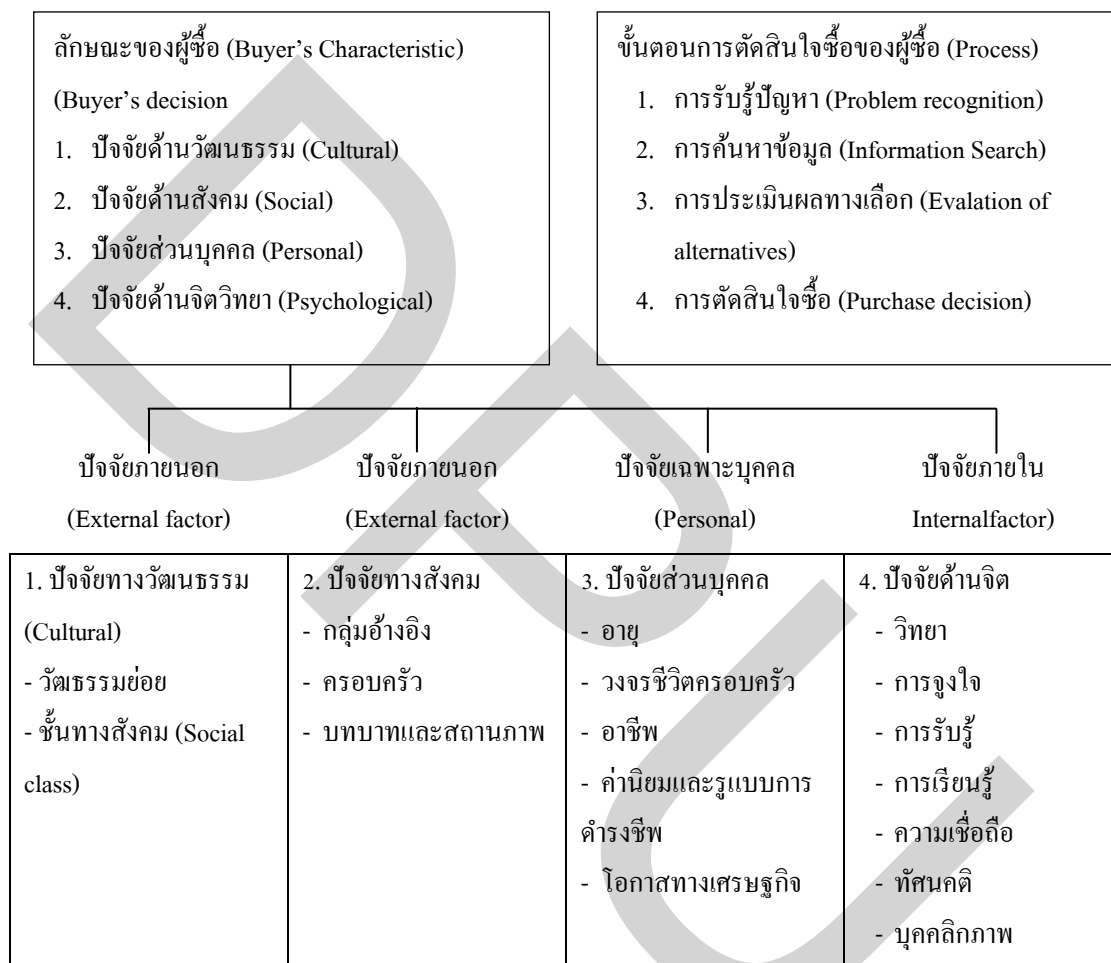 ลักษณะของผู้ซื้อ (Buyer's Characteristic)
(Buyer's decision
1. ปัจจัยด้านวัฒนธรรม (Cultural)
2. ปัจจัยด้านสังคม (Social)
3. ปัจจัยส่วนบุคคล (Personal)
4. ปัจจัยด้านจิตวิทยา (Psychological)
ขั้นตอนการตัดสินใจซื้อของผู้ซื้อ (Process)
1. การรับรู้ปัญหา (Problem recognition)
2. การค้นหาข้อมูล (Information Search)
3. การประเมินผลทางเลือก (Evalation of
alternatives)
4. การตัดสินใจซื้อ (Purchase decision)
ปัจจัยภายนอก
(External factor)
ปัจจัยภายนอก
(External factor)
ปัจจัยเฉพาะบุคคล
(Personal)
ปัจจัยภายใน
Internalfactor)
1. ปัจจัยทางวัฒนธรรม
(Cultural)
- วัฒธรรมย่อย
- ชั้นทางสังคม (Social
class)
2. ปัจจัยทางสังคม
- กลุ่มอ้างอิง
- ครอบครัว
- บทบาทและสถานภาพ
3. ปัจจัยส่วนบุคคล
- อายุ
- วงจรชีวิตครอบครัว
- อาชีพ
- ค่านิยมและรูแบบการ
ดำรงชีพ
- โอกาสทางเศรษฐกิจ
4. ปัจจัยด้านจิต
- วิทยา
- การจูงใจ
- การรับรู้
- การเรียนรู้
- ความเชื่อถือ
- ทัศนคติ
- บุคคลิกภาพ
DPU